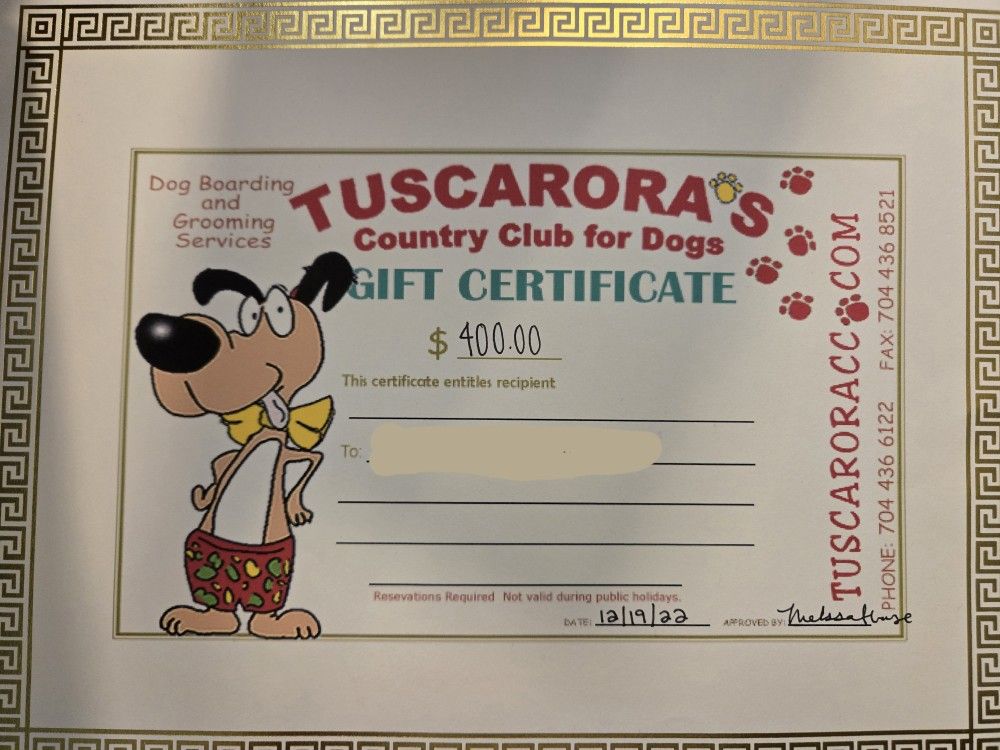 Dog Boarding
and
Grooming
Services
TUSCARORA'S
Country Club for Dogs
GIFT CERTIFICATE
$ 400.00
This certificate entitles recipient
To:
Resevations Required Not valid during public holidays.
DATE: 12/19/22 APPROVED BY:
TUSCARORACC.COM
PHONE: 704 436 6122 FAX: 704 436 8521